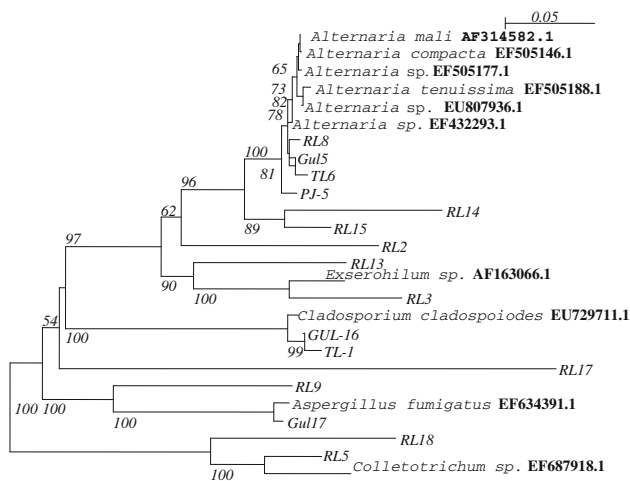 0.05
Alternaria mali AF314582.1
Alternaria compacta EF505146.1
65 Alternaria sp. EF505177.1
73 Alternaria tenuissima EF505188.1
82 Alternaria sp. EU807936.1
78 Alternaria sp. EF432293.1
RL8
100 Gul5
81 TL6
PJ-5
96
62 RL14
89 RL15
97 RL2
RL13
90 Exserohilum sp. AF163066.1
100 RL3
Cladosporium cladospoiodes EU729711.1
54 100 GUL-16
99 TL-1
RL17
RL9
100 100 Aspergillus fumigatus EF634391.1
100 Gul17
RL18
RL5
100 Colletotrichum sp. EF687918.1